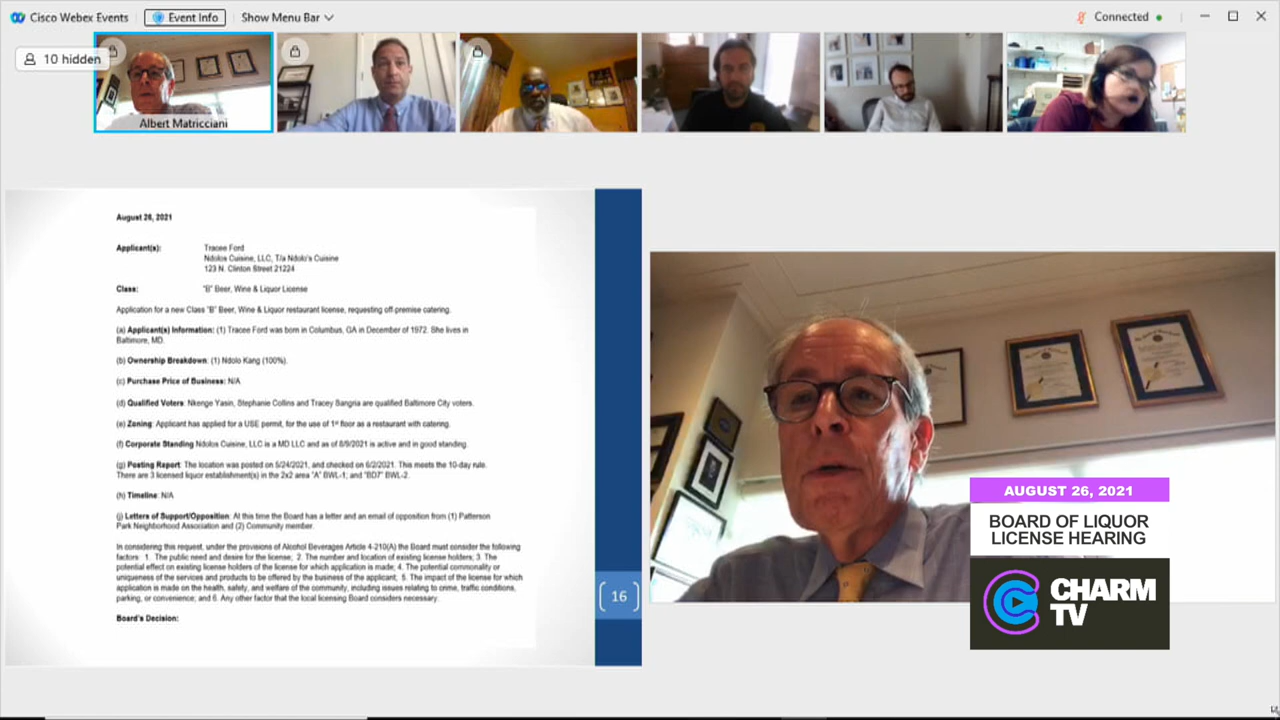 Cisco Webex Events
Event Info
Show Menu Bar
Connected
10 hidden
Albert Matricciani
August 26, 2021
Applicant(s): Tracee Ford
Ndolos Cuisine, LLC, T/a Ndolo's Cuisine
123 N. Clinton Street 21224
Class: "B" Beer, Wine & Liquor License
Application for a new Class "B" Beer, Wine & Liquor restaurant license, requesting off-premise catering.
(a) Applicant(s) Information: (1) Tracee Ford was born in Columbus, GA in December of 1972. She lives in
Baltimore, MD.
(b) Ownership Breakdown: (1) Ndolo Kang (100%).
(c) Purchase Price of Business: N/A
(d) Qualified Voters: Nkenge Yasin, Stephanie Collins and Tracey Sangria are qualified Baltimore City voters.
(e) Zoning: Applicant has applied for a USE permit, for the use of 1st floor as a restaurant with catering.
(f) Corporate Standing Ndolos Cuisine, LLC is a MD LLC and as of 8/9/2021 is active and in good standing.
(g) Posting Report: The location was posted on 5/24/2021, and checked on 6/2/2021. This meets the 10-day rule.
There are 3 licensed liquor establishment(s) in the 2x2 area "A" BWL-1; and "BD7" BWL-2.
(h) Timeline: N/A
(j) Letters of Support/Opposition: At this time the Board has a letter and an email of opposition from (1) Patterson
Park Neighborhood Association and (2) Community member.
In considering this request, under the provisions of Alcohol Beverages Article 4-210(A) the Board must consider the following
factors: 1. The public need and desire for the license; 2. The number and location of existing license holders; 3. The
potential effect on existing license holders of the license for which application is made; 4. The potential commonality or
uniqueness of the services and products to be offered by the business of the applicant; 5. The impact of the license for which
application is made on the health, safety, and welfare of the community, including issues relating to crime, traffic conditions,
parking, or convenience; and 6. Any other factor that the local licensing Board considers necessary.
Board's Decision:
16
AUGUST 26, 2021
BOARD OF LIQUOR
LICENSE HEARING
CHARM
TV